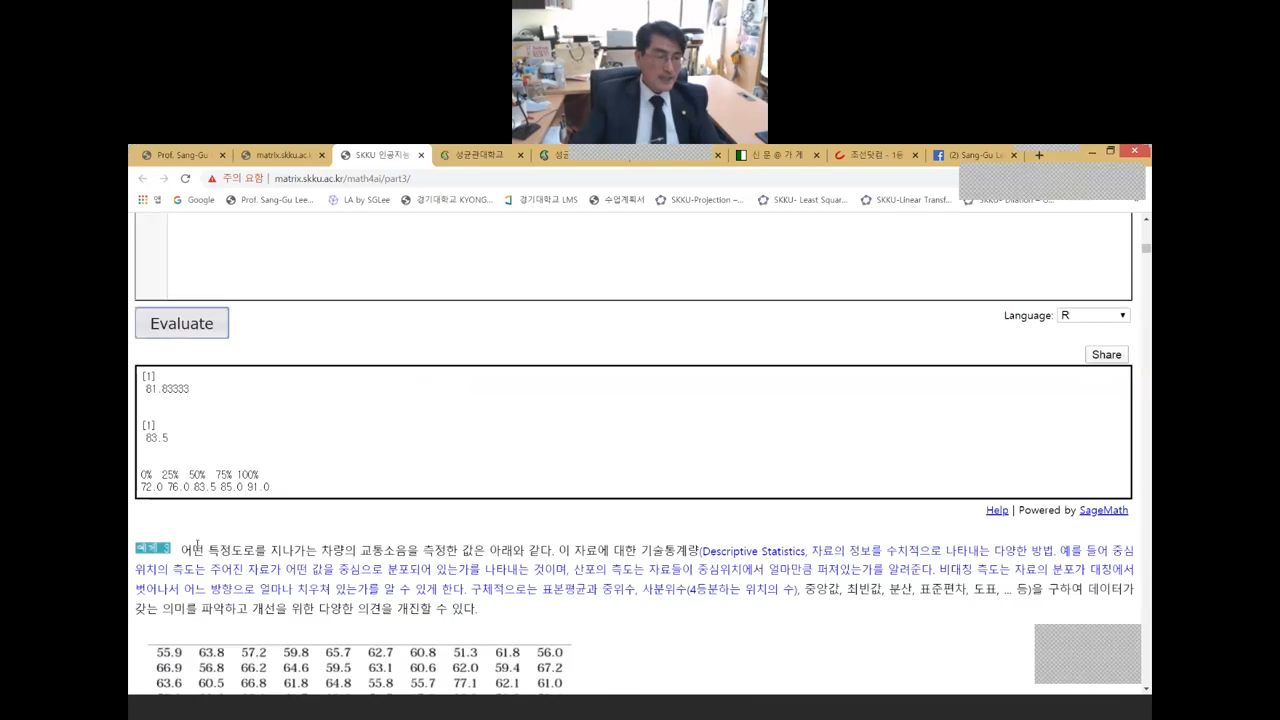 Prof. Sang-Gu
matrix.skku.ac.k
SKKU 인공지능
성균관대학교
성균
신 문 @ 가 게
조선닷컴 - 1등
(2) Sang-Gu Le
주의 요함
matrix.skku.ac.kr/math4ai/part3/
앱
Google
Prof. Sang-Gu Lee...
LA by SGLee
경기대학교 KYONG...
경기대학교 LMS
수업계획서
SKKU-Projection –...
SKKU- Least Squar...
SKKU-Linear Transf...
Evaluate
Language: R
Share
[1]
81.83333
[1]
83.5
0% 25% 50% 75% 100%
72.0 76.0 83.5 85.0 91.0
Help | Powered by SageMath
예제 3 어떤 특정도로를 지나가는 차량의 교통소음을 측정한 값은 아래와 같다. 이 자료에 대한 기술통계량(Descriptive Statistics, 자료의 정보를 수치적으로 나타내는 다양한 방법. 예를 들어 중심
위치의 측도는 주어진 자료가 어떤 값을 중심으로 분포되어 있는가를 나타내는 것이며, 산포의 측도는 자료들이 중심위치에서 얼마만큼 퍼져있는가를 알려준다. 비대칭 측도는 자료의 분포가 대칭에서
벗어나서 어느 방향으로 얼마나 치우쳐 있는가를 알 수 있게 한다. 구체적으로는 표본평균과 중위수, 사분위수(4등분하는 위치의 수), 중앙값, 최빈값, 분산, 표준편차, 도표, ... 등)을 구하여 데이터가
갖는 의미를 파악하고 개선을 위한 다양한 의견을 개진할 수 있다.
55.9 63.8 57.2 59.8 65.7 62.7 60.8 51.3 61.8 56.0
66.9 56.8 66.2 64.6 59.5 63.1 60.6 62.0 59.4 67.2
63.6 60.5 66.8 61.8 64.8 55.8 55.7 77.1 62.1 61.0